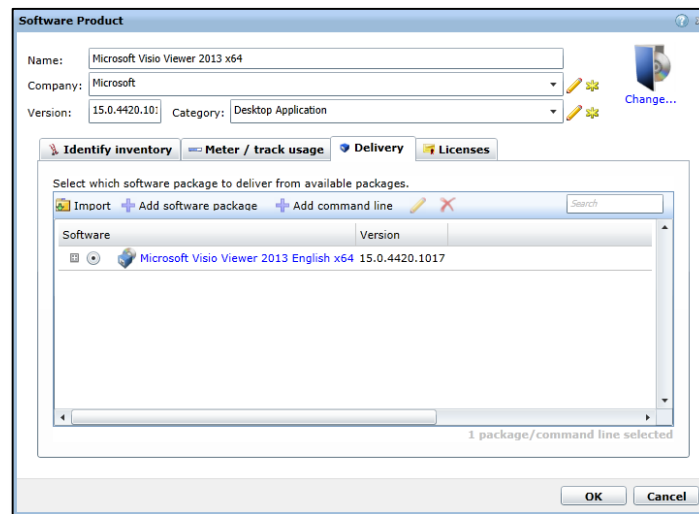 Software Product
Name: Microsoft Visio Viewer 2013 x64
Company: Microsoft
Change...
Version: 15.0.4420.101 Category: Desktop Application
Identify inventory Meter / track usage Delivery Licenses
Select which software package to deliver from available packages.
Import Add software package Add command line Search
Software Version
Microsoft Visio Viewer 2013 English x64 15.0.4420.1017
1 package/command line selected
OK Cancel